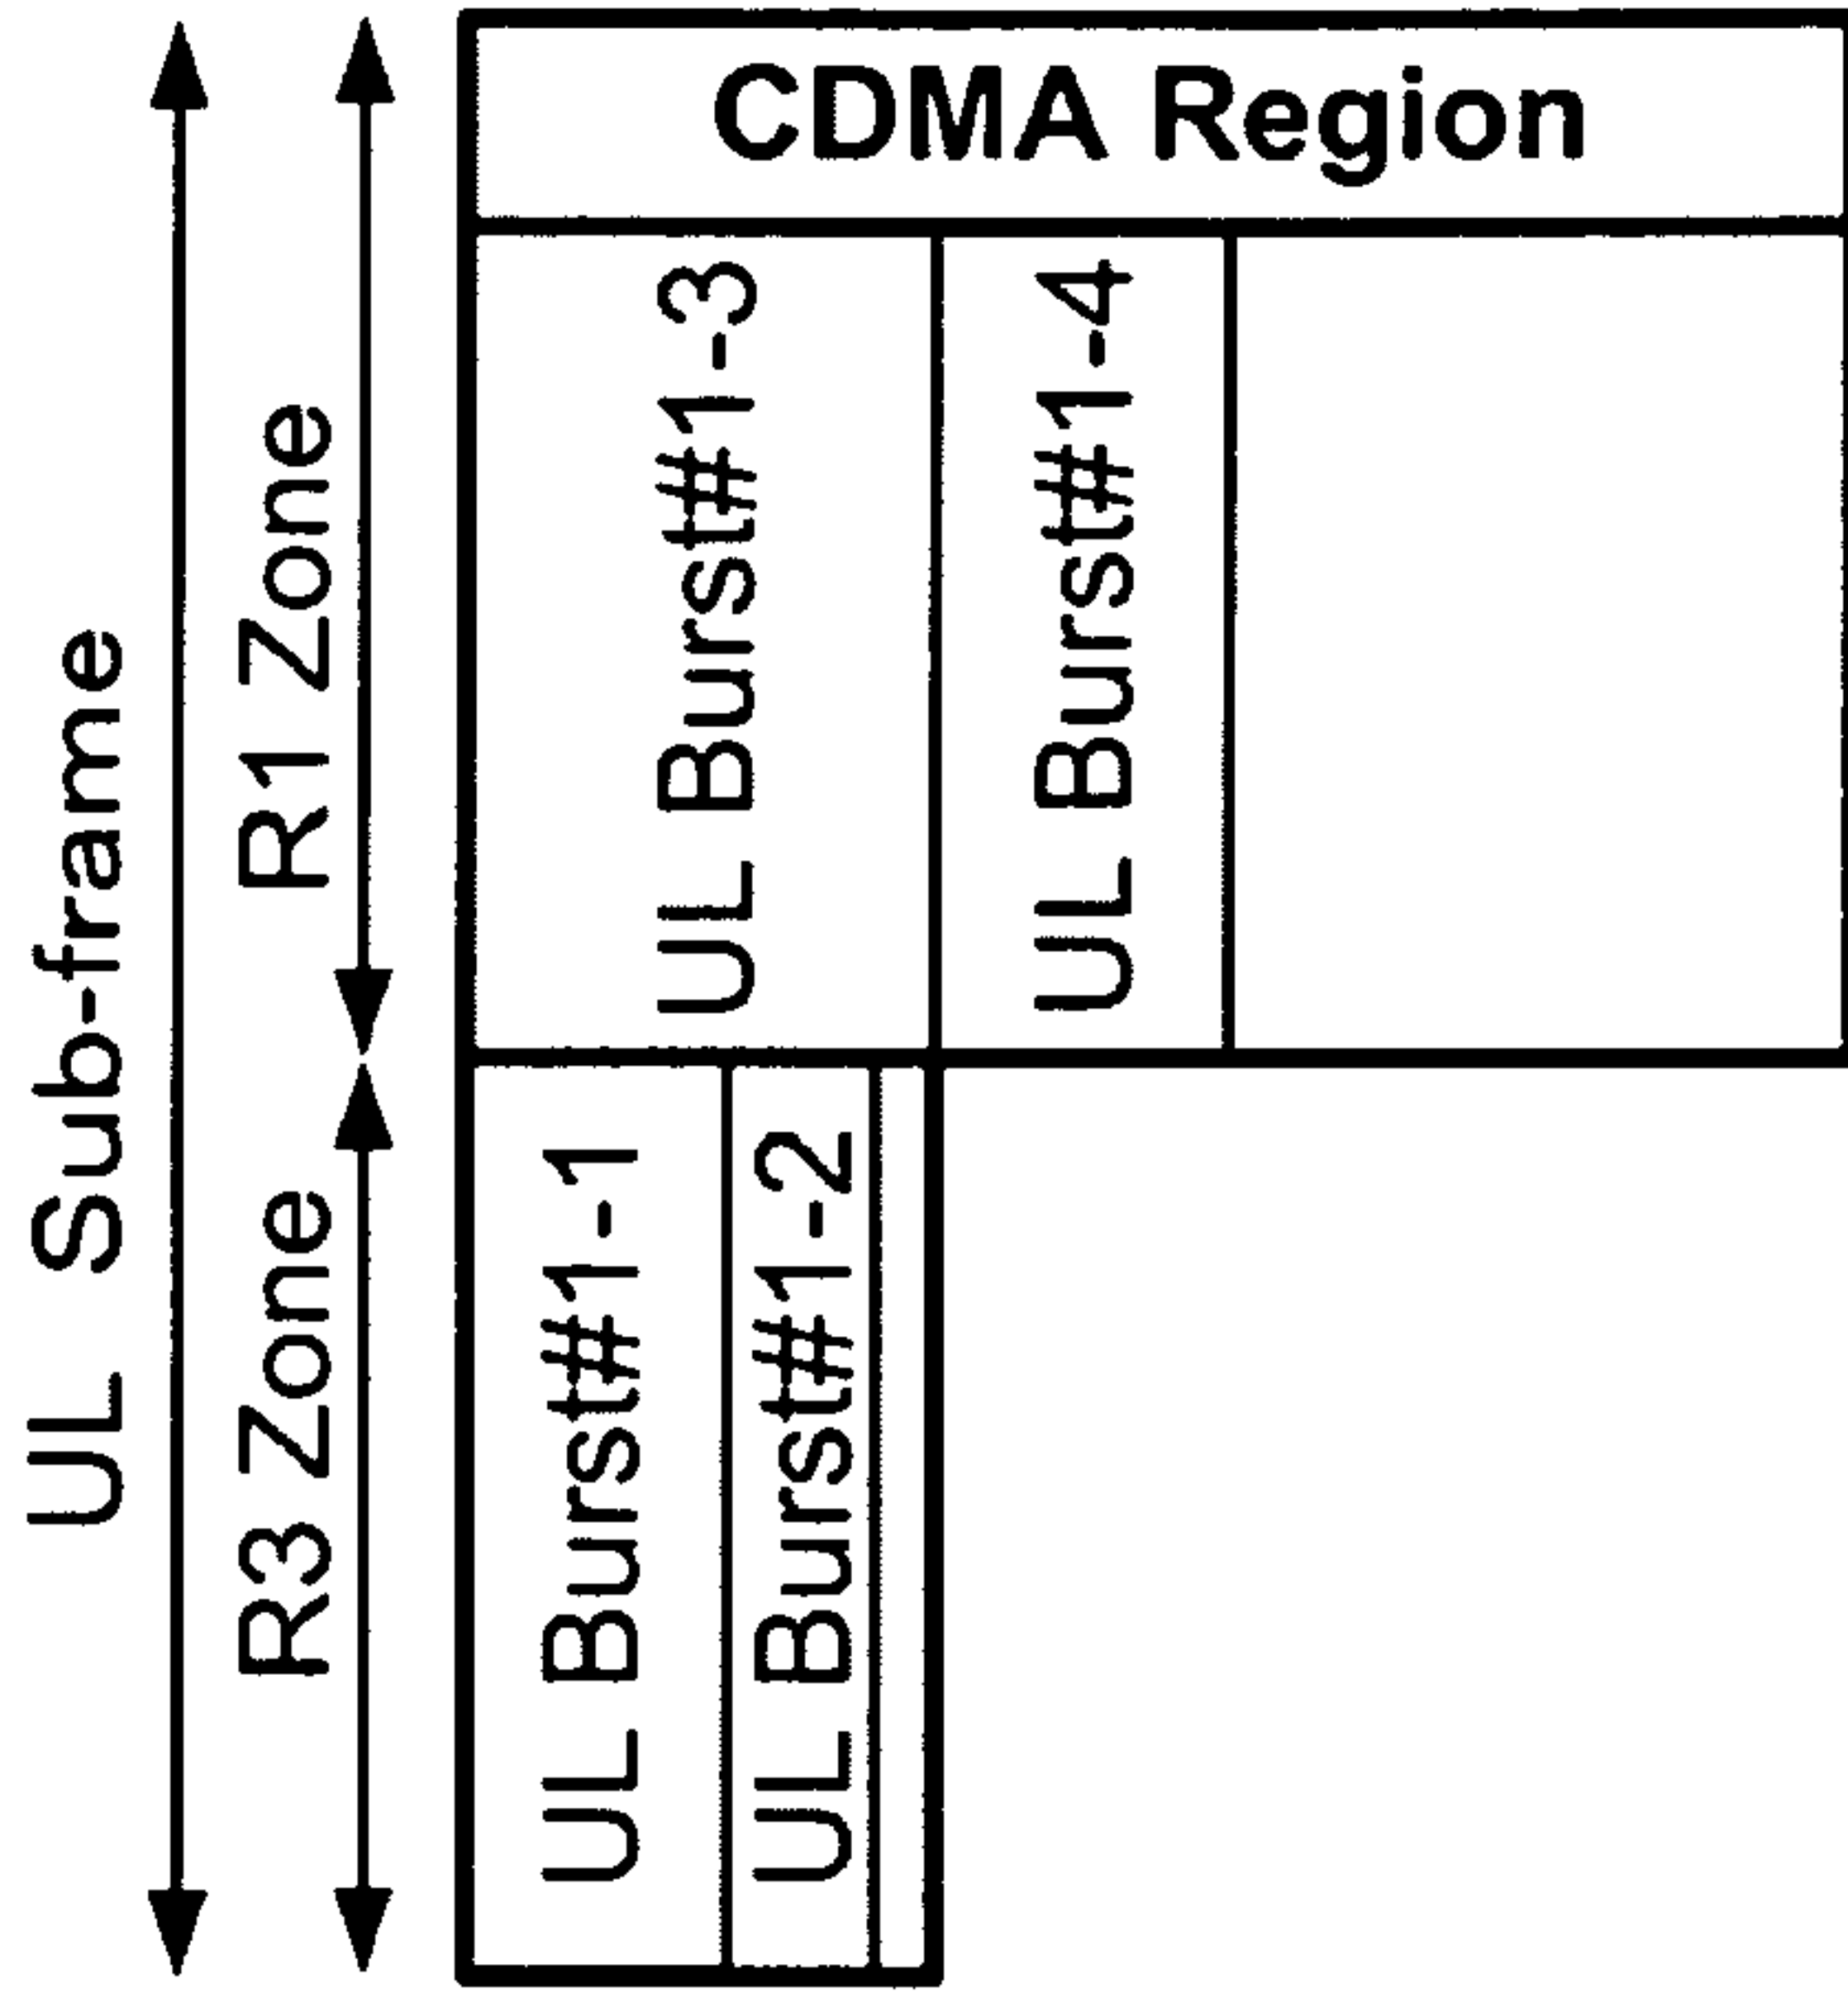 UL Sub-frame
R3 Zone
R1 Zone
UL Burst#1-1
UL Burst#1-2
UL Burst#1-3
UL Burst#1-4
CDMA Region